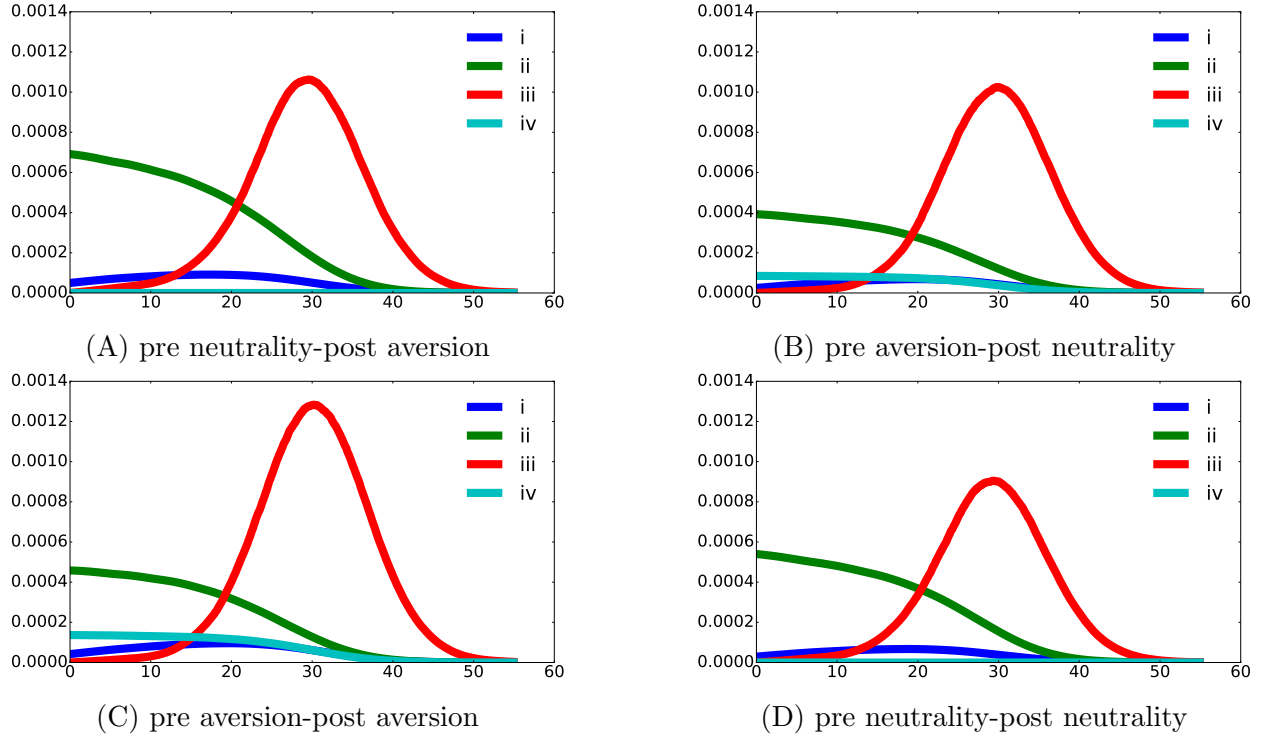 0.0014
0.0012
0.0010
0.0008
0.0006
0.0004
0.0002
0.0000
0 10 20 30 40 50 60
i
ii
iii
iv
(A) pre neutrality-post aversion
0.0014
0.0012
0.0010
0.0008
0.0006
0.0004
0.0002
0.0000
0 10 20 30 40 50 60
i
ii
iii
iv
(B) pre aversion-post neutrality
0.0014
0.0012
0.0010
0.0008
0.0006
0.0004
0.0002
0.0000
0 10 20 30 40 50 60
i
ii
iii
iv
(C) pre aversion-post aversion
0.0014
0.0012
0.0010
0.0008
0.0006
0.0004
0.0002
0.0000
0 10 20 30 40 50 60
i
ii
iii
iv
(D) pre neutrality-post neutrality